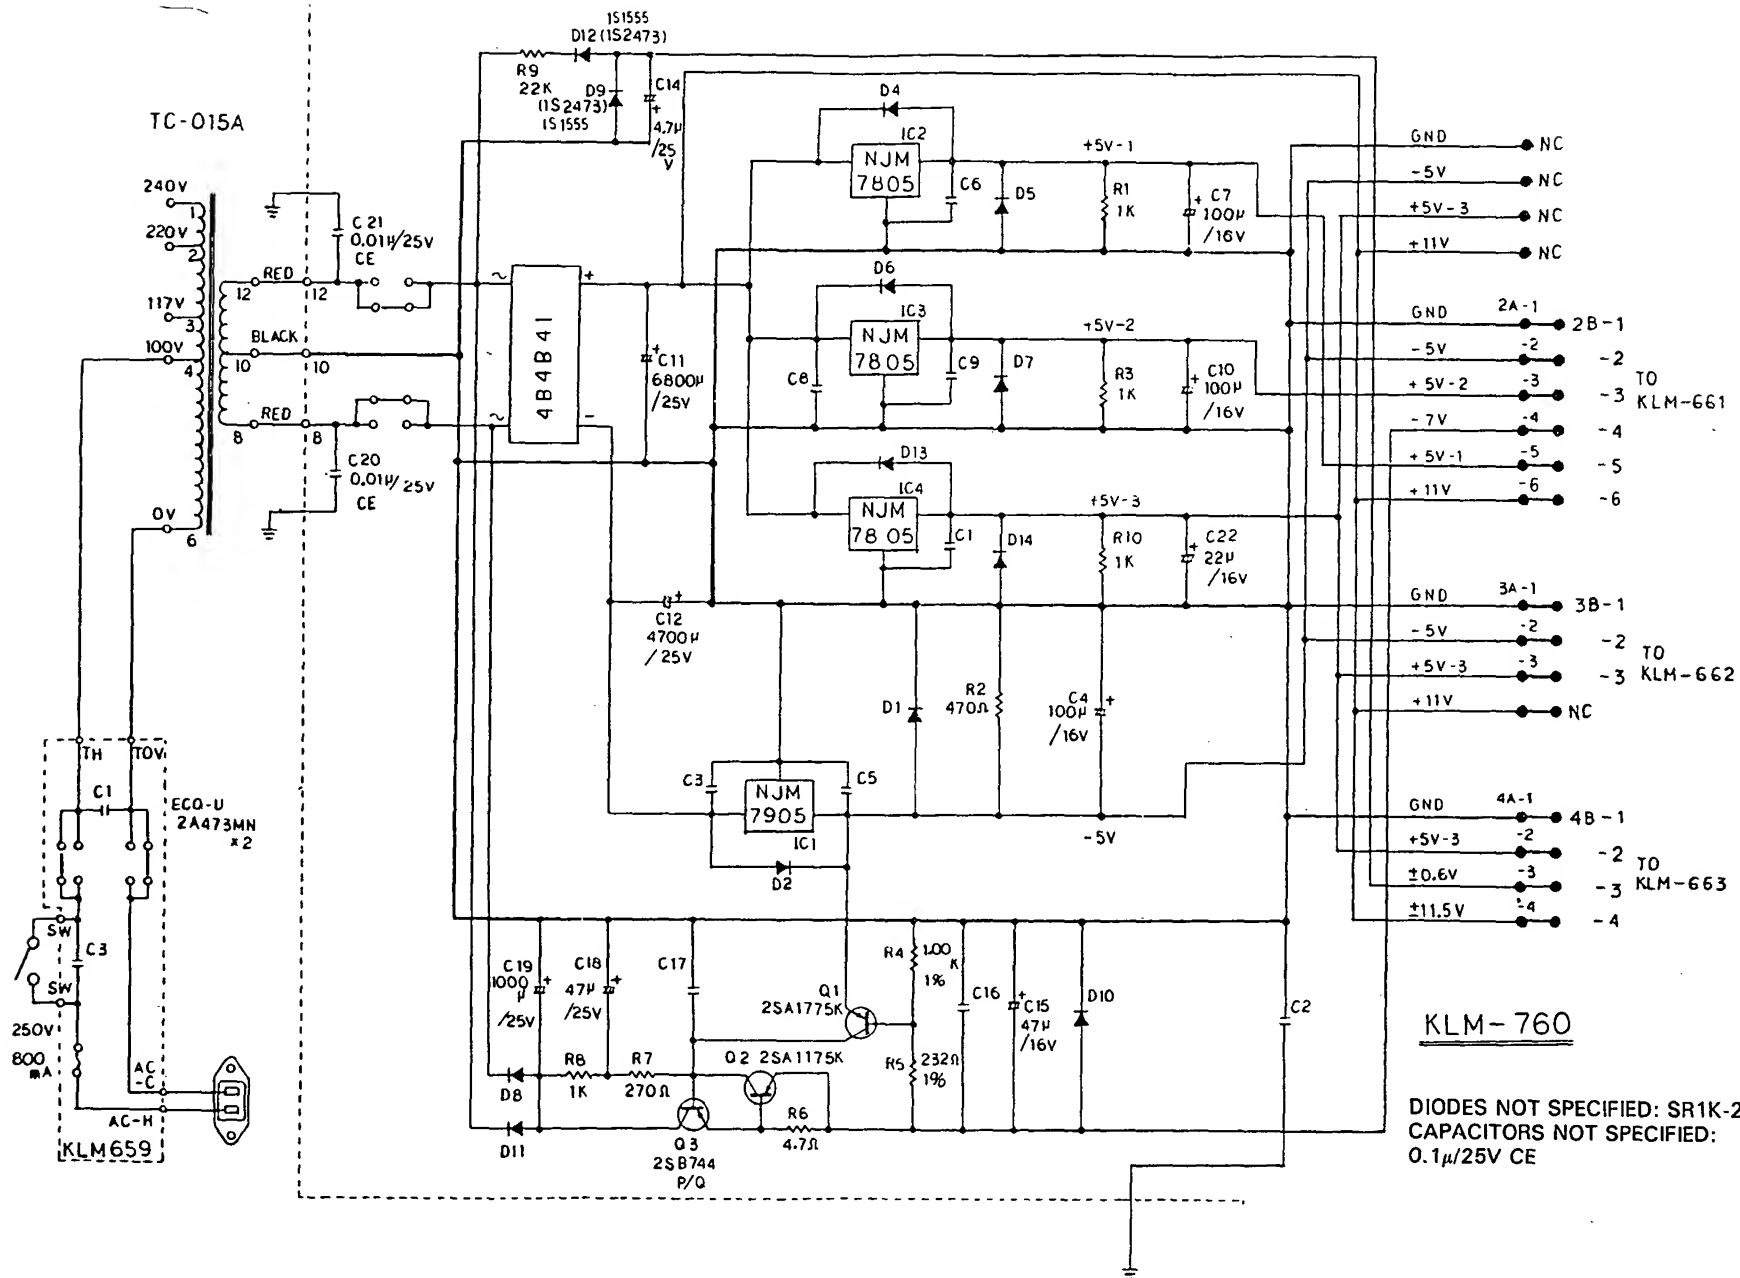 1S1555
D12 (1S2473)
R9
22K
D9
(1S2473)
1S1555
C14
+
4.7μ
/25
V
TC-015A
240V
1
220V
2
117V
3
100V
4
0V
6
RED
12
12
BLACK
10
10
RED
8
8
C21
0.01μ/25V
CE
C20
0.01μ/25V
CE
~
+
4B4B41
~
-
+
C11
6800μ
/25V
D4
IC2
NJM
7805
C6
D5
+5V-1
R1
1K
+
C7
100μ
/16V
D6
IC3
NJM
7805
C8
C9
D7
+5V-2
R3
1K
+
C10
100μ
/16V
D13
IC4
NJM
7805
C1
D14
+5V-3
R10
1K
+
C22
22μ
/16V
+
C12
4700μ
/25V
D1
R2
470Ω
C4
100μ
/16V
+
C3
NJM
7905
IC1
C5
D2
-5V
C19
1000
μ
/25V
+
C18
47μ
/25V
+
C17
Q1
2SA1775K
R4
1.00
K
1%
R5
232Ω
1%
C16
+
C15
47μ
/16V
D10
C2
D8
R8
1K
R7
270Ω
Q2 2SA1175K
D11
Q3
2SB744
P/Q
R6
4.7Ω
GND NC
-5V NC
+5V-3 NC
+11V NC
GND 2A-1 2B-1
-5V -2 -2
+5V-2 -3 -3
-7V -4 -4
+5V-1 -5 -5
+11V -6 -6
TO
KLM-661
GND 3A-1 3B-1
-5V -2 -2
+5V-3 -3 -3
+11V NC
TO
KLM-662
GND 4A-1 4B-1
+5V-3 -2 -2
±0.6V -3 -3
±11.5V -4 -4
TO
KLM-663
TH
TOV
C1
ECQ-U
2A473MN
x2
SW
C3
SW
250V
800
mA
AC
-C
AC-H
KLM659
KLM-760
DIODES NOT SPECIFIED: SR1K-2
CAPACITORS NOT SPECIFIED:
0.1μ/25V CE